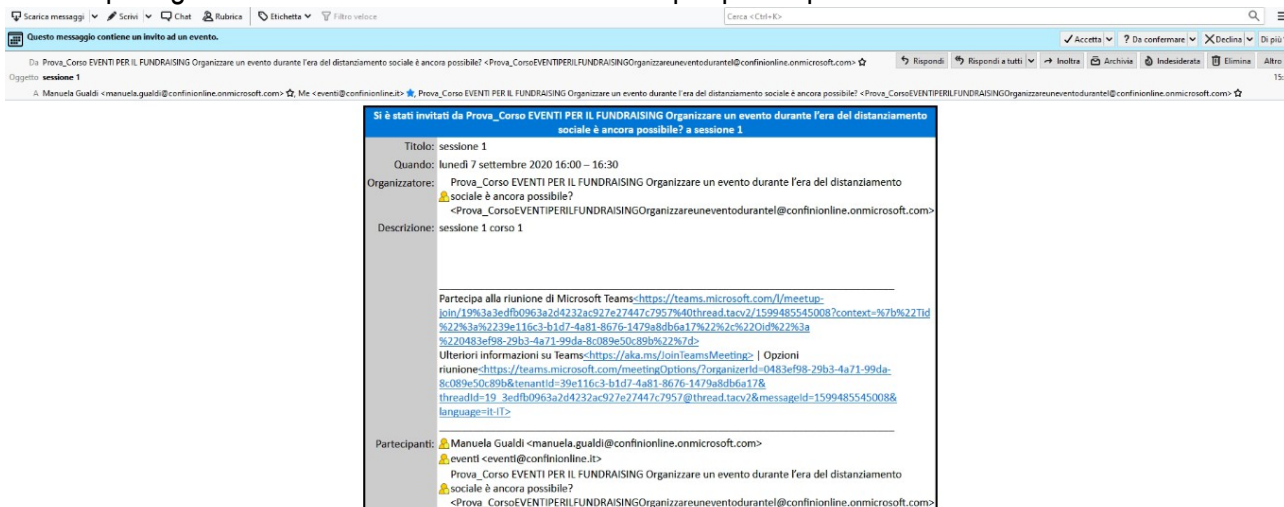 Scarica messaggi Scrivi Chat Rubrica Etichetta Filtro veloce Cerca <Ctrl+K>
Questo messaggio contiene un invito ad un evento. Accetta ? Da confermare Declina Di più
Da Prova_Corso EVENTI PER IL FUNDRAISING Organizzare un evento durante l'era del distanziamento sociale è ancora possibile? <Prova_CorsoEVENTIPERILFUNDRAISINGOrganizzareuneventodurantel@confinionline.onmicrosoft.com> Rispondi Rispondi a tutti Inoltra Archivia Indesiderata Elimina Altro
Oggetto sessione 1
A Manuela Gualdi <manuela.gualdi@confinionline.onmicrosoft.com>, Me <eventi@confinionline.it>, Prova_Corso EVENTI PER IL FUNDRAISING Organizzare un evento durante l'era del distanziamento sociale è ancora possibile? <Prova_CorsoEVENTIPERILFUNDRAISINGOrganizzareuneventodurantel@confinionline.onmicrosoft.com>
Si è stati invitati da Prova_Corso EVENTI PER IL FUNDRAISING Organizzare un evento durante l'era del distanziamento
sociale è ancora possibile? a sessione 1
Titolo: sessione 1
Quando: lunedì 7 settembre 2020 16:00 – 16:30
Organizzatore: Prova_Corso EVENTI PER IL FUNDRAISING Organizzare un evento durante l'era del distanziamento
sociale è ancora possibile?
<Prova_CorsoEVENTIPERILFUNDRAISINGOrganizzareuneventodurantel@confinionline.onmicrosoft.com>
Descrizione: sessione 1 corso 1
Partecipa alla riunione di Microsoft Teams<https://teams.microsoft.com/l/meetup-
join/19%3a3edfb0963a2d4232ac927e27447c7957%40thread.tacv2/1599485545008?context=%7b%22Tid
%22%3a%2239e116c3-b1d7-4a81-8676-1479a8db6a17%22%2c%22Oid%22%3a
%220483ef98-29b3-4a71-99da-8c089e50c89b%22%7d>
Ulteriori informazioni su Teams<https://aka.ms/JoinTeamsMeeting> | Opzioni
riunione<https://teams.microsoft.com/meetingOptions/?organizerId=0483ef98-29b3-4a71-99da-
8c089e50c89b&tenantId=39e116c3-b1d7-4a81-8676-1479a8db6a17&
threadId=19_3edfb0963a2d4232ac927e27447c7957@thread.tacv2&messageId=1599485545008&
language=it-IT>
Partecipanti: Manuela Gualdi <manuela.gualdi@confinionline.onmicrosoft.com>
eventi <eventi@confinionline.it>
Prova_Corso EVENTI PER IL FUNDRAISING Organizzare un evento durante l'era del distanziamento
sociale è ancora possibile?
<Prova_CorsoEVENTIPERILFUNDRAISINGOrganizzareuneventodurantel@confinionline.onmicrosoft.com>